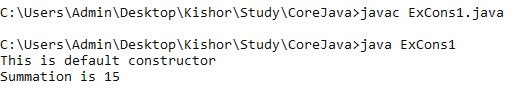 C:\Users\Admin\Desktop\Kishor\Study\CoreJava>javac ExCons1.java
C:\Users\Admin\Desktop\Kishor\Study\CoreJava>java ExCons1
This is default constructor
Summation is 15